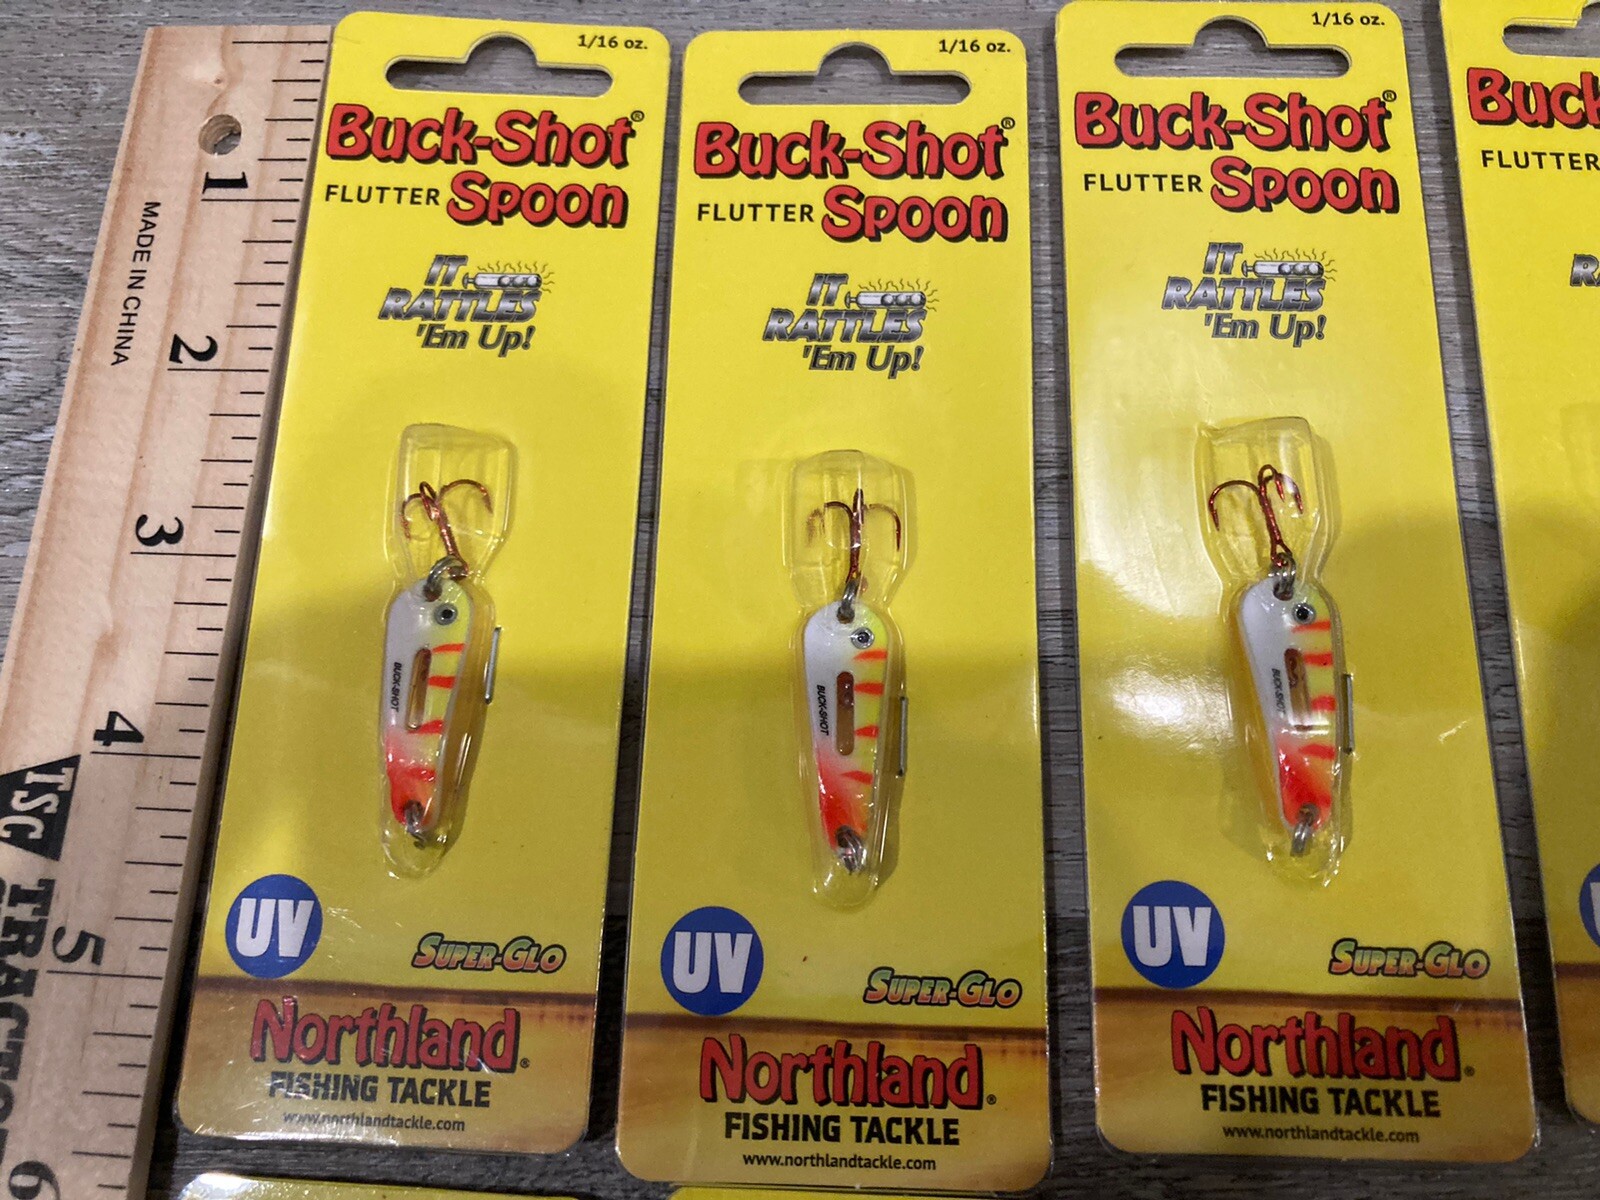 1
MADE IN CHINA
2
3
4
TSC TRACTOR
5
6
1/16 oz.
Buck-Shot®
FLUTTER Spoon
IT
RATTLES
'Em Up!
BUCK-SHOT
UV
Super-Glo
Northland®
FISHING TACKLE
www.northlandtackle.com
1/16 oz.
Buck-Shot®
FLUTTER Spoon
IT
RATTLES
'Em Up!
BUCK-SHOT
UV
Super-Glo
Northland®
FISHING TACKLE
www.northlandtackle.com
1/16 oz.
Buck-Shot®
FLUTTER Spoon
IT
RATTLES
'Em Up!
BUCK-SHOT
UV
Super-Glo
Northland®
FISHING TACKLE
www.northlandtackle.com
Buck
FLUTTER